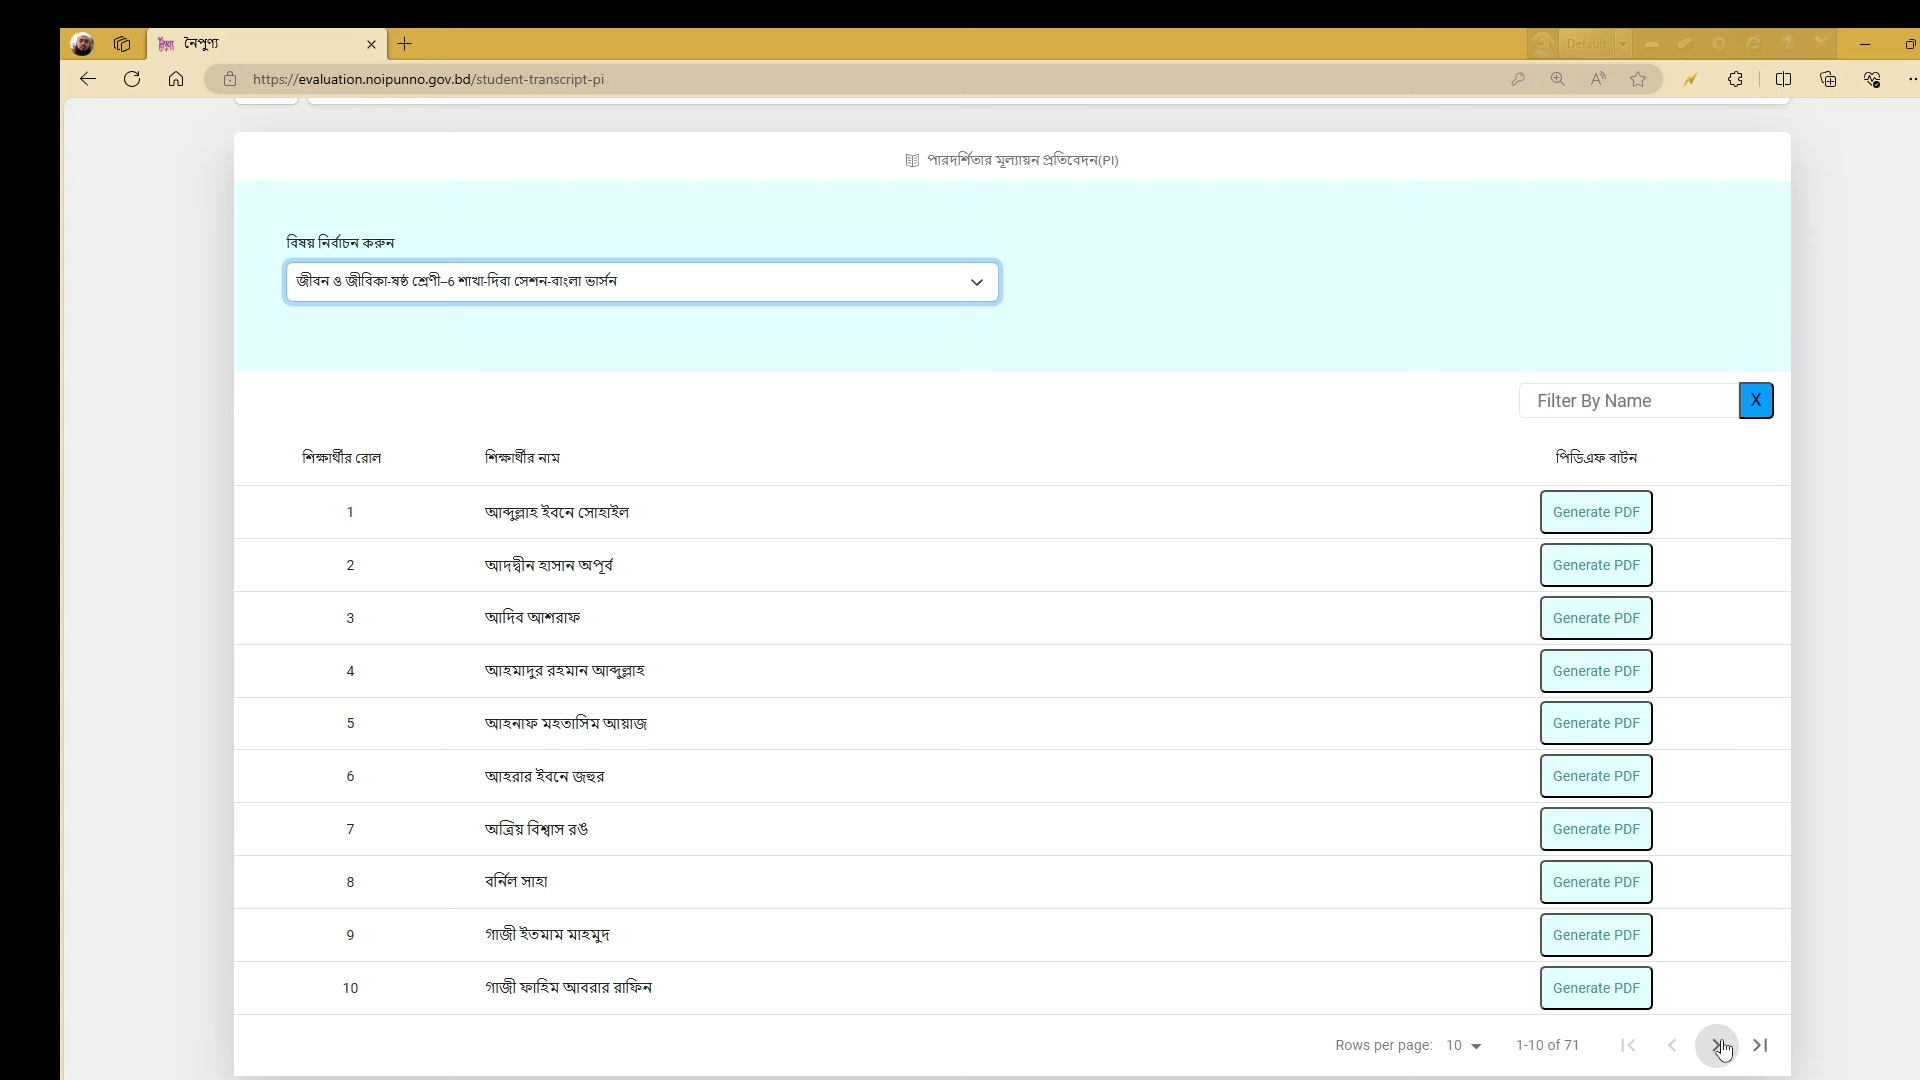 নৈপুণ্য
Default
https://evaluation.noipunno.gov.bd/student-transcript-pi
পারদর্শিতার মূল্যায়ন প্রতিবেদন(PI)
বিষয় নির্বাচন করুন
জীবন ও জীবিকা-ষষ্ঠ শ্রেণী--6 শাখা-দিবা সেশন-বাংলা ভার্সন
Filter By Name X
শিক্ষার্থীর রোল শিক্ষার্থীর নাম পিডিএফ বাটন
1 আব্দুল্লাহ ইবনে সোহাইল Generate PDF
2 আদদ্বীন হাসান অপূর্ব Generate PDF
3 আদিব আশরাফ Generate PDF
4 আহমাদুর রহমান আব্দুল্লাহ Generate PDF
5 আহনাফ মহতাসিম আয়াজ Generate PDF
6 আহরার ইবনে জহুর Generate PDF
7 অত্রিয় বিশ্বাস রঙ Generate PDF
8 বর্নিল সাহা Generate PDF
9 গাজী ইতমাম মাহমুদ Generate PDF
10 গাজী ফাহিম আবরার রাফিন Generate PDF
Rows per page: 10 1-10 of 71